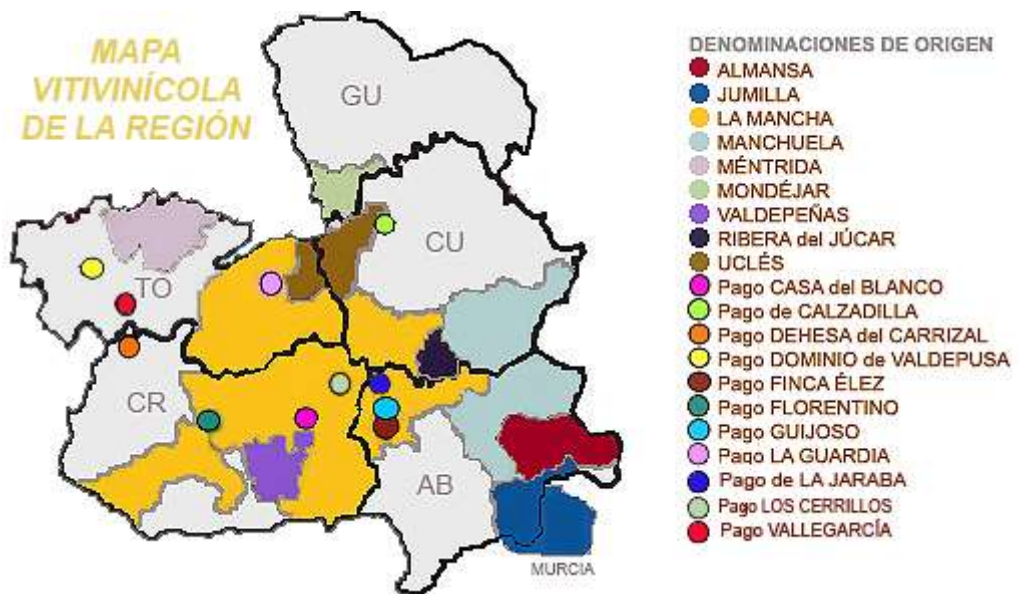 MAPA
VITIVINÍCOLA
DE LA REGIÓN
GU
CU
TO
CR
AB
MURCIA
DENOMINACIONES DE ORIGEN
ALMANSA
JUMILLA
LA MANCHA
MANCHUELA
MÉNTRIDA
MONDÉJAR
VALDEPEÑAS
RIBERA del JÚCAR
UCLÉS
Pago CASA del BLANCO
Pago de CALZADILLA
Pago DEHESA del CARRIZAL
Pago DOMINIO de VALDEPUSA
Pago FINCA ÉLEZ
Pago FLORENTINO
Pago GUIJOSO
Pago LA GUARDIA
Pago de LA JARABA
Pago LOS CERRILLOS
Pago VALLEGARCÍA